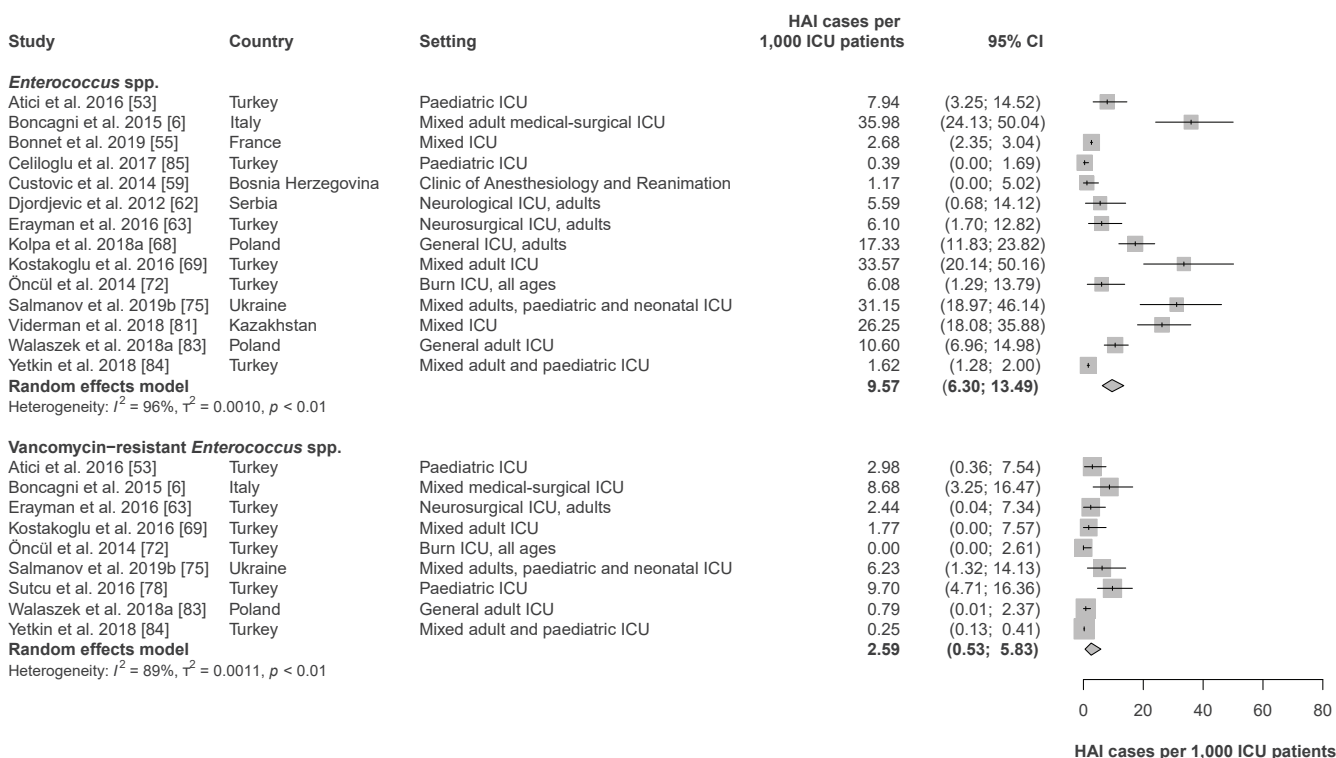 HAI cases per
Study Country Setting 1,000 ICU patients 95% CI
Enterococcus spp.
Atici et al. 2016 [53] Turkey Paediatric ICU 7.94 (3.25; 14.52)
Boncagni et al. 2015 [6] Italy Mixed adult medical-surgical ICU 35.98 (24.13; 50.04)
Bonnet et al. 2019 [55] France Mixed ICU 2.68 (2.35; 3.04)
Celiloglu et al. 2017 [85] Turkey Paediatric ICU 0.39 (0.00; 1.69)
Custovic et al. 2014 [59] Bosnia Herzegovina Clinic of Anesthesiology and Reanimation 1.17 (0.00; 5.02)
Djordjevic et al. 2012 [62] Serbia Neurological ICU, adults 5.59 (0.68; 14.12)
Erayman et al. 2016 [63] Turkey Neurosurgical ICU, adults 6.10 (1.70; 12.82)
Kolpa et al. 2018a [68] Poland General ICU, adults 17.33 (11.83; 23.82)
Kostakoglu et al. 2016 [69] Turkey Mixed adult ICU 33.57 (20.14; 50.16)
Öncül et al. 2014 [72] Turkey Burn ICU, all ages 6.08 (1.29; 13.79)
Salmanov et al. 2019b [75] Ukraine Mixed adults, paediatric and neonatal ICU 31.15 (18.97; 46.14)
Viderman et al. 2018 [81] Kazakhstan Mixed ICU 26.25 (18.08; 35.88)
Walaszek et al. 2018a [83] Poland General adult ICU 10.60 (6.96; 14.98)
Yetkin et al. 2018 [84] Turkey Mixed adult and paediatric ICU 1.62 (1.28; 2.00)
Random effects model 9.57 (6.30; 13.49)
Heterogeneity: I² = 96%, τ² = 0.0010, p < 0.01
Vancomycin−resistant Enterococcus spp.
Atici et al. 2016 [53] Turkey Paediatric ICU 2.98 (0.36; 7.54)
Boncagni et al. 2015 [6] Italy Mixed medical-surgical ICU 8.68 (3.25; 16.47)
Erayman et al. 2016 [63] Turkey Neurosurgical ICU, adults 2.44 (0.04; 7.34)
Kostakoglu et al. 2016 [69] Turkey Mixed adult ICU 1.77 (0.00; 7.57)
Öncül et al. 2014 [72] Turkey Burn ICU, all ages 0.00 (0.00; 2.61)
Salmanov et al. 2019b [75] Ukraine Mixed adults, paediatric and neonatal ICU 6.23 (1.32; 14.13)
Sutcu et al. 2016 [78] Turkey Paediatric ICU 9.70 (4.71; 16.36)
Walaszek et al. 2018a [83] Poland General adult ICU 0.79 (0.01; 2.37)
Yetkin et al. 2018 [84] Turkey Mixed adult and paediatric ICU 0.25 (0.13; 0.41)
Random effects model 2.59 (0.53; 5.83)
Heterogeneity: I² = 89%, τ² = 0.0011, p < 0.01
0 20 40 60 80
HAI cases per 1,000 ICU patients